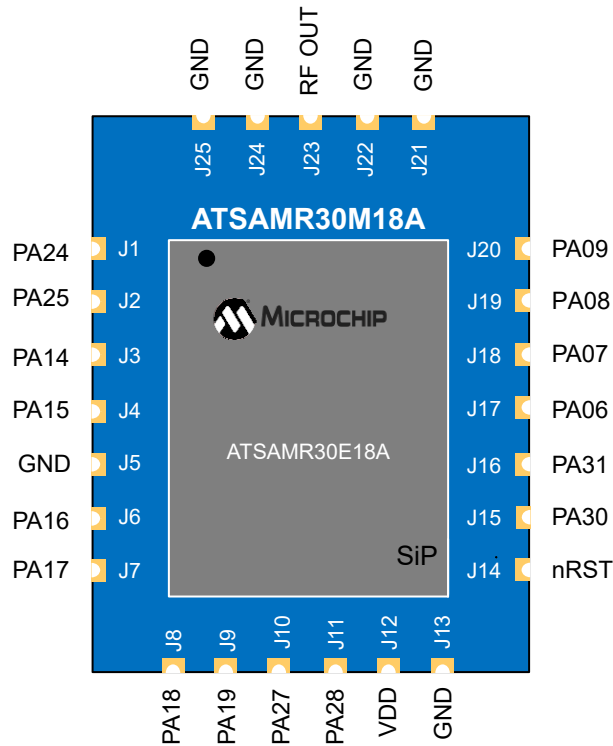 GND GND RF OUT GND GND
J25 J24 J23 J22 J21
ATSAMR30M18A
PA24 J1 J20 PA09
MICROCHIP
PA25 J2 J19 PA08
PA14 J3 J18 PA07
PA15 J4 J17 PA06
ATSAMR30E18A
GND J5 J16 PA31
PA16 J6 J15 PA30
SiP
PA17 J7 J14 nRST
J8 J9 J10 J11 J12 J13
PA18 PA19 PA27 PA28 VDD GND